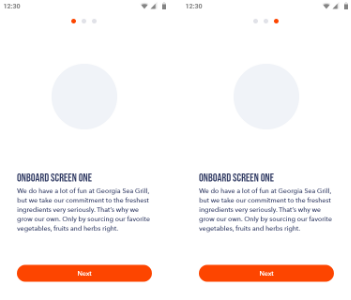 12:30
ONBOARD SCREEN ONE
We do have a lot of fun at Georgia Sea Grill,
but we take our commitment to the freshest
ingredients very seriously. That's why we
grow our own. Only by sourcing our favorite
vegetables, fruits and herbs right.
Next
12:30
ONBOARD SCREEN ONE
We do have a lot of fun at Georgia Sea Grill,
but we take our commitment to the freshest
ingredients very seriously. That's why we
grow our own. Only by sourcing our favorite
vegetables, fruits and herbs right.
Next